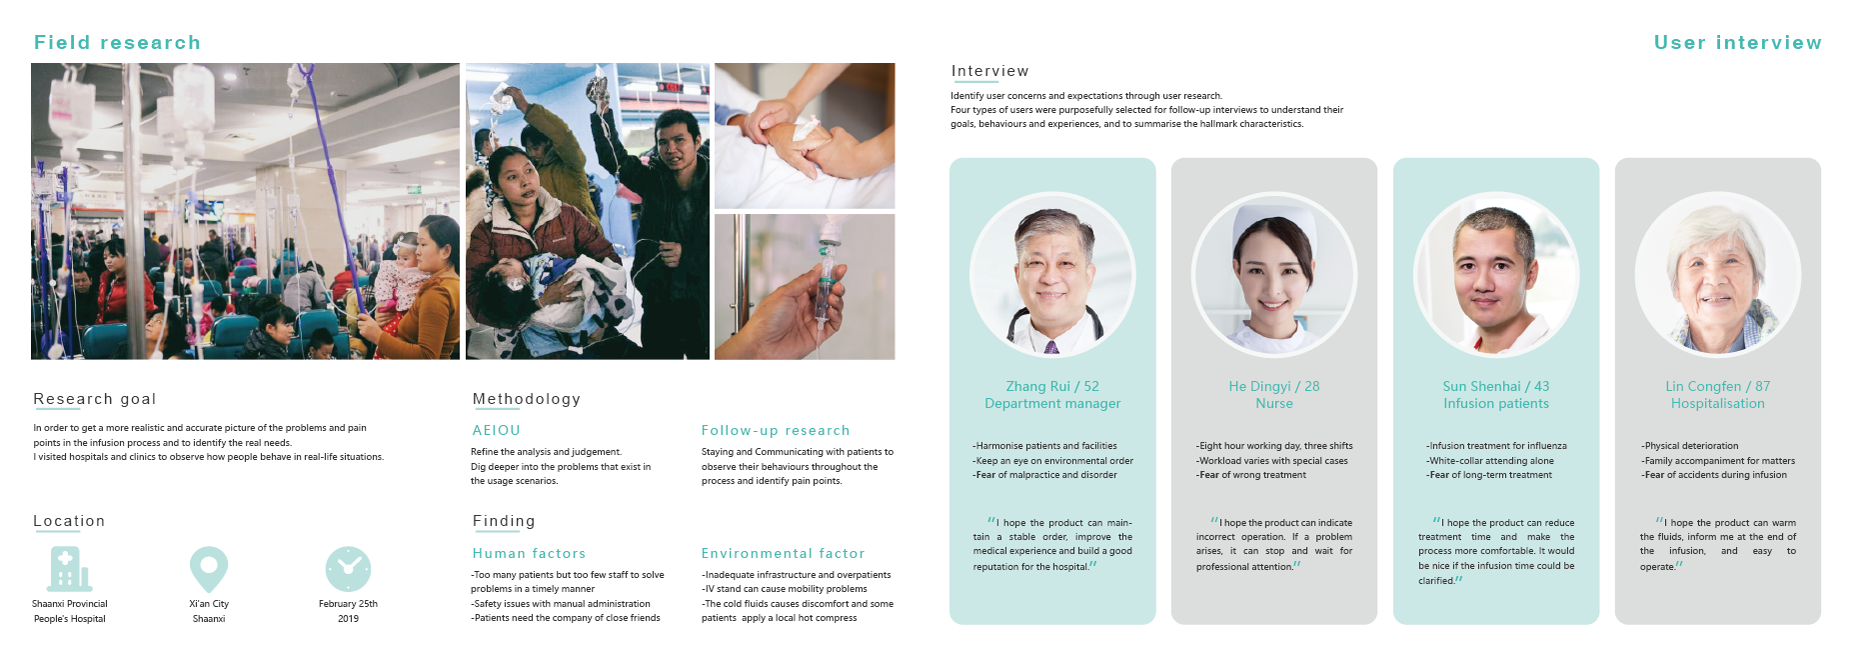 Field research
Research goal
In order to get a more realistic and accurate picture of the problems and pain
points in the infusion process and to identify the real needs.
I visited hospitals and clinics to observe how people behave in real-life situations.
Location
Shaanxi Provincial
People's Hospital
Xi'an City
Shaanxi
February 25th
2019
Methodology
AEIOU
Refine the analysis and judgement.
Dig deeper into the problems that exist in
the usage scenarios.
Follow-up research
Staying and Communicating with patients to
observe their behaviours throughout the
process and identify pain points.
Finding
Human factors
-Too many patients but too few staff to solve
problems in a timely manner
-Safety issues with manual administration
-Patients need the company of close friends
Environmental factor
-Inadequate infrastructure and overpatients
-IV stand can cause mobility problems
-The cold fluids causes discomfort and some
patients apply a local hot compress
User interview
Interview
Identify user concerns and expectations through user research.
Four types of users were purposefully selected for follow-up interviews to understand their
goals, behaviours and experiences, and to summarise the hallmark characteristics.
Zhang Rui / 52
Department manager
-Harmonise patients and facilities
-Keep an eye on environmental order
-Fear of malpractice and disorder
“I hope the product can main-
tain a stable order, improve the
medical experience and build a good
reputation for the hospital.”
He Dingyi / 28
Nurse
-Eight hour working day, three shifts
-Workload varies with special cases
-Fear of wrong treatment
“I hope the product can indicate
incorrect operation. If a problem
arises, it can stop and wait for
professional attention.”
Sun Shenhai / 43
Infusion patients
-Infusion treatment for influenza
-White-collar attending alone
-Fear of long-term treatment
“I hope the product can reduce
treatment time and make the
process more comfortable. It would
be nice if the infusion time could be
clarified.”
Lin Congfen / 87
Hospitalisation
-Physical deterioration
-Family accompaniment for matters
-Fear of accidents during infusion
“I hope the product can warm
the fluids, inform me at the end of
the infusion, and easy to
operate.”